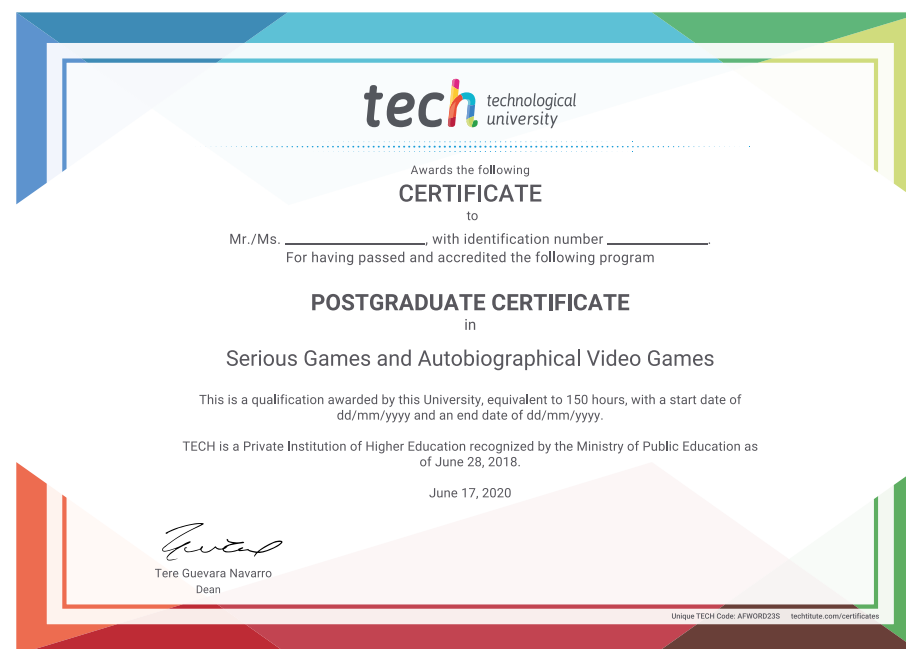 tech technological
university
Awards the following
CERTIFICATE
to
Mr./Ms. ____________________, with identification number ______________.
For having passed and accredited the following program
POSTGRADUATE CERTIFICATE
in
Serious Games and Autobiographical Video Games
This is a qualification awarded by this University, equivalent to 150 hours, with a start date of
dd/mm/yyyy and an end date of dd/mm/yyyy.
TECH is a Private Institution of Higher Education recognized by the Ministry of Public Education as
of June 28, 2018.
June 17, 2020
Tere Guevara Navarro
Dean
Unique TECH Code: AFWORD23S techtitute.com/certificates